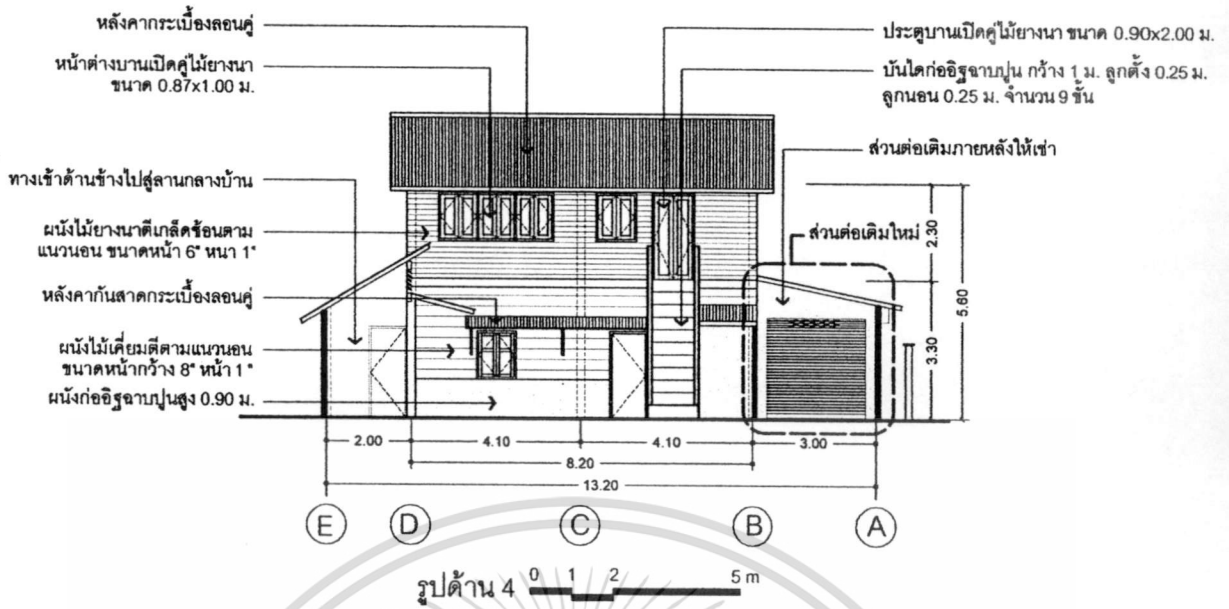 หลังคากระเบื้องลอนคู่
หน้าต่างบานเปิดคู่ไม้ยางนา
ขนาด 0.87x1.00 ม.
ทางเข้าด้านข้างไปสู่ลานกลางบ้าน
ผนังไม้ยางนาตีเกล็ดซ้อนตาม
แนวนอน ขนาดหน้า 6" หนา 1"
หลังคากันสาดกระเบื้องลอนคู่
ผนังไม้เคี่ยมตีตามแนวนอน
ขนาดหน้ากว้าง 8" หน้า 1"
ผนังก่ออิฐฉาบปูนสูง 0.90 ม.
ประตูบานเปิดคู่ไม้ยางนา ขนาด 0.90x2.00 ม.
บันไดก่ออิฐฉาบปูน กว้าง 1 ม. ลูกตั้ง 0.25 ม.
ลูกนอน 0.25 ม. จำนวน 9 ขั้น
ส่วนต่อเติมภายหลังให้เช่า
ส่วนต่อเติมใหม่
2.30
3.30
5.60
2.00 4.10 4.10 3.00
8.20
13.20
E D C B A
รูปด้าน 4 0 1 2 5 m